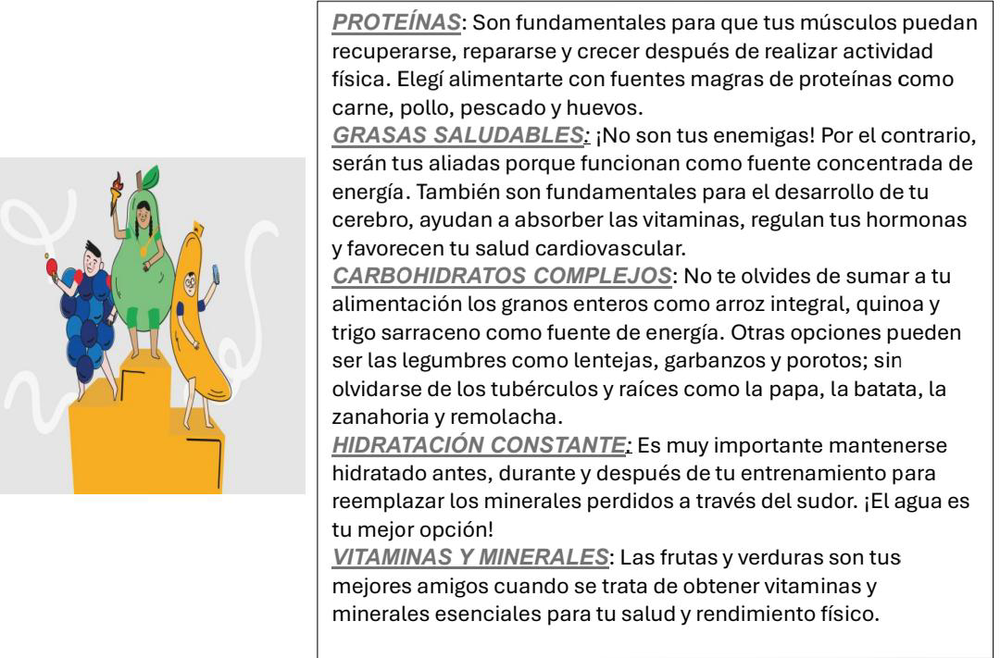 PROTEÍNAS: Son fundamentales para que tus músculos puedan
recuperarse, repararse y crecer después de realizar actividad
física. Elegí alimentarte con fuentes magras de proteínas como
carne, pollo, pescado y huevos.
GRASAS SALUDABLES: ¡No son tus enemigas! Por el contrario,
serán tus aliadas porque funcionan como fuente concentrada de
energía. También son fundamentales para el desarrollo de tu
cerebro, ayudan a absorber las vitaminas, regulan tus hormonas
y favorecen tu salud cardiovascular.
CARBOHIDRATOS COMPLEJOS: No te olvides de sumar a tu
alimentación los granos enteros como arroz integral, quinoa y
trigo sarraceno como fuente de energía. Otras opciones pueden
ser las legumbres como lentejas, garbanzos y porotos; sin
olvidarse de los tubérculos y raíces como la papa, la batata, la
zanahoria y remolacha.
HIDRATACIÓN CONSTANTE: Es muy importante mantenerse
hidratado antes, durante y después de tu entrenamiento para
reemplazar los minerales perdidos a través del sudor. ¡El agua es
tu mejor opción!
VITAMINAS Y MINERALES: Las frutas y verduras son tus
mejores amigos cuando se trata de obtener vitaminas y
minerales esenciales para tu salud y rendimiento físico.